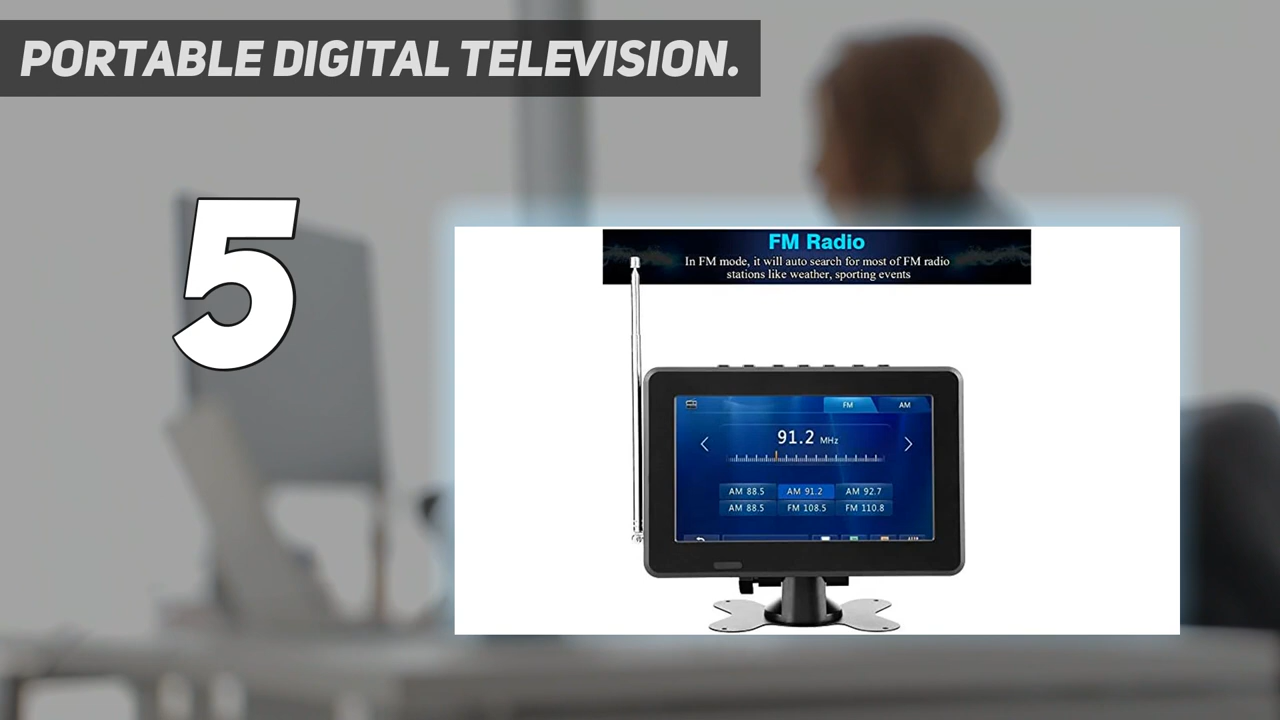 PORTABLE DIGITAL TELEVISION.
5
FM Radio
In FM mode, it will auto search for most of FM radio
stations like weather, sporting events
FM AM
91.2 MHz
AM 88.5 AM 91.2 AM 92.7
AM 88.5 FM 108.5 FM 110.8